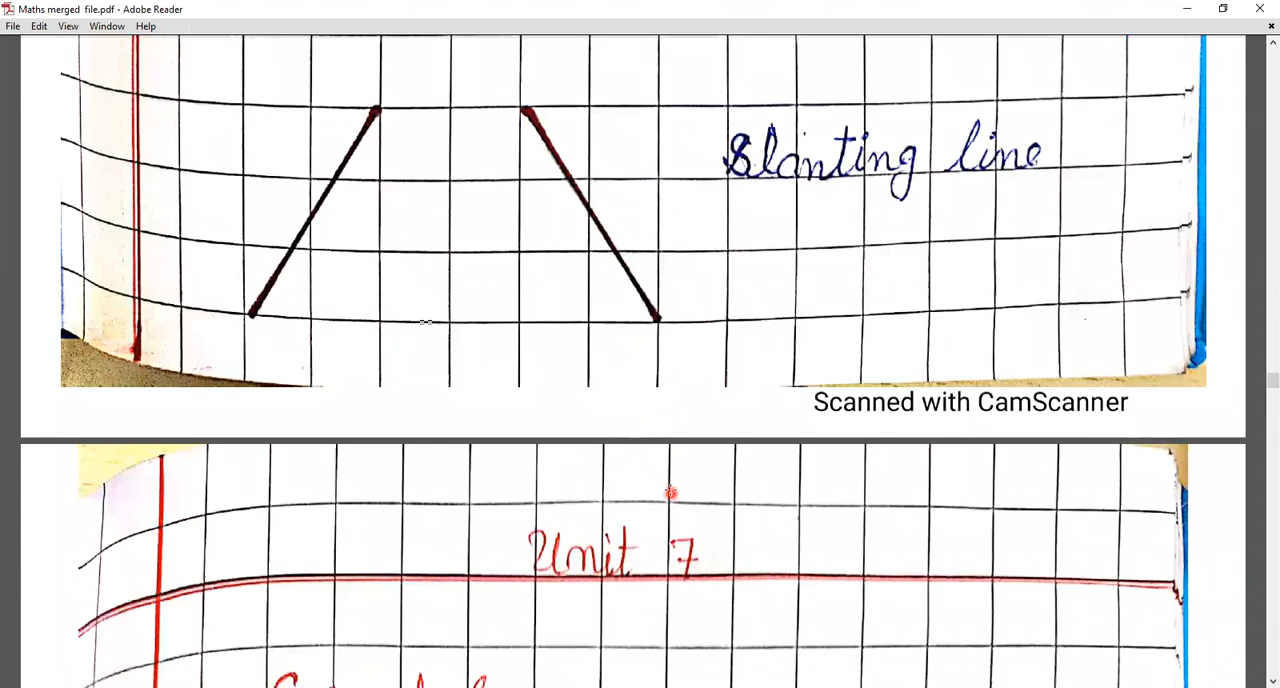 Maths merged file.pdf - Adobe Reader
File Edit View Window Help
Slanting line
Scanned with CamScanner
Unit 7